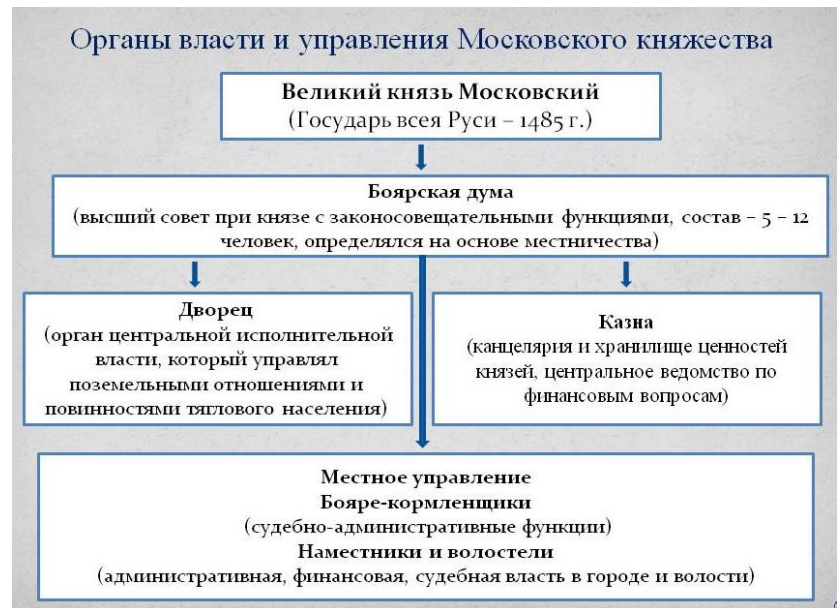 Органы власти и управления Московского княжества
Великий князь Московский
(Государь всея Руси – 1485 г.)
Боярская дума
(высший совет при князе с законосовещательными функциями, состав – 5 – 12
человек, определялся на основе местничества)
Дворец
(орган центральной исполнительной
власти, который управлял
поземельными отношениями и
повинностями тяглового населения)
Казна
(канцелярия и хранилище ценностей
князей, центральное ведомство по
финансовым вопросам)
Местное управление
Бояре-кормленщики
(судебно-административные функции)
Наместники и волостели
(административная, финансовая, судебная власть в городе и волости)